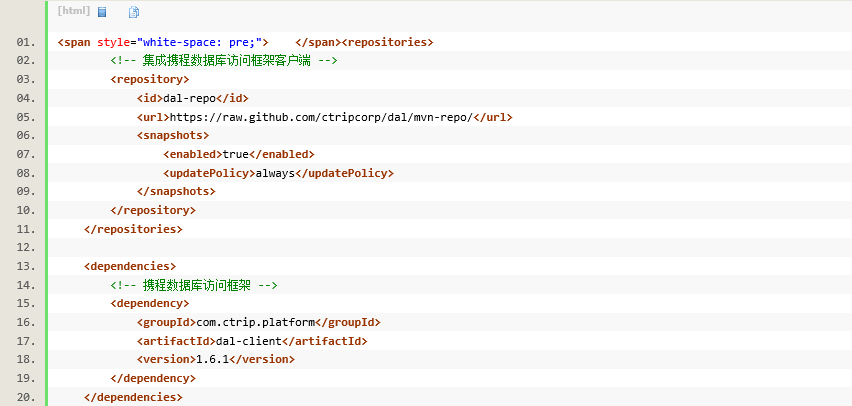 [html]
01. <span style="white-space: pre;">    </span><repositories>
02.         <!-- 集成携程数据库访问框架客户端 -->
03.         <repository>
04.             <id>dal-repo</id>
05.             <url>https://raw.github.com/ctripcorp/dal/mvn-repo/</url>
06.             <snapshots>
07.                 <enabled>true</enabled>
08.                 <updatePolicy>always</updatePolicy>
09.             </snapshots>
10.         </repository>
11.     </repositories>
12.
13.     <dependencies>
14.         <!-- 携程数据库访问框架 -->
15.         <dependency>
16.             <groupId>com.ctrip.platform</groupId>
17.             <artifactId>dal-client</artifactId>
18.             <version>1.6.1</version>
19.         </dependency>
20.     </dependencies>